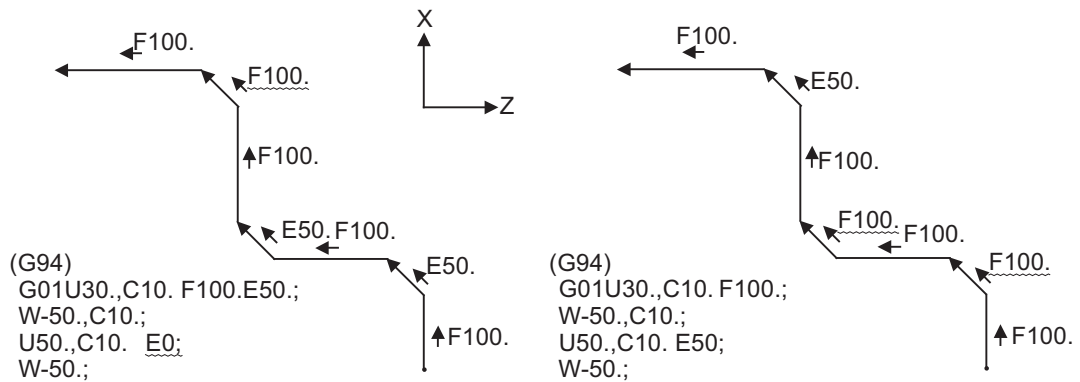 X
F100.
F100.
F100.
F100.
E50.
Z
F100.
F100.
E50. F100.
F100.
F100.
E50.
F100.
(G94)
G01U30.,C10. F100.E50.;
W-50.,C10.;
U50.,C10. E0;
W-50.;
F100.
(G94)
G01U30.,C10. F100.;
W-50.,C10.;
U50.,C10. E50;
W-50.;
F100.